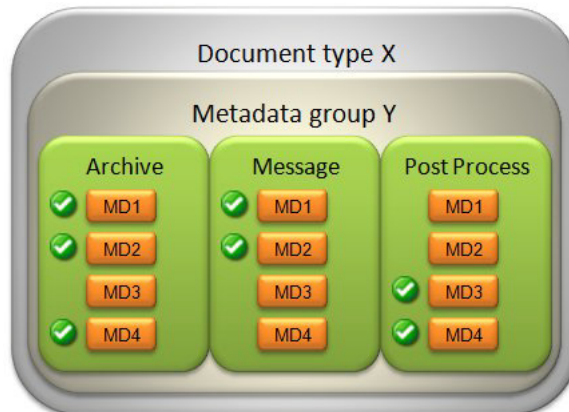 Document type X
Metadata group Y
Archive
MD1
MD2
MD3
MD4
Message
MD1
MD2
MD3
MD4
Post Process
MD1
MD2
MD3
MD4